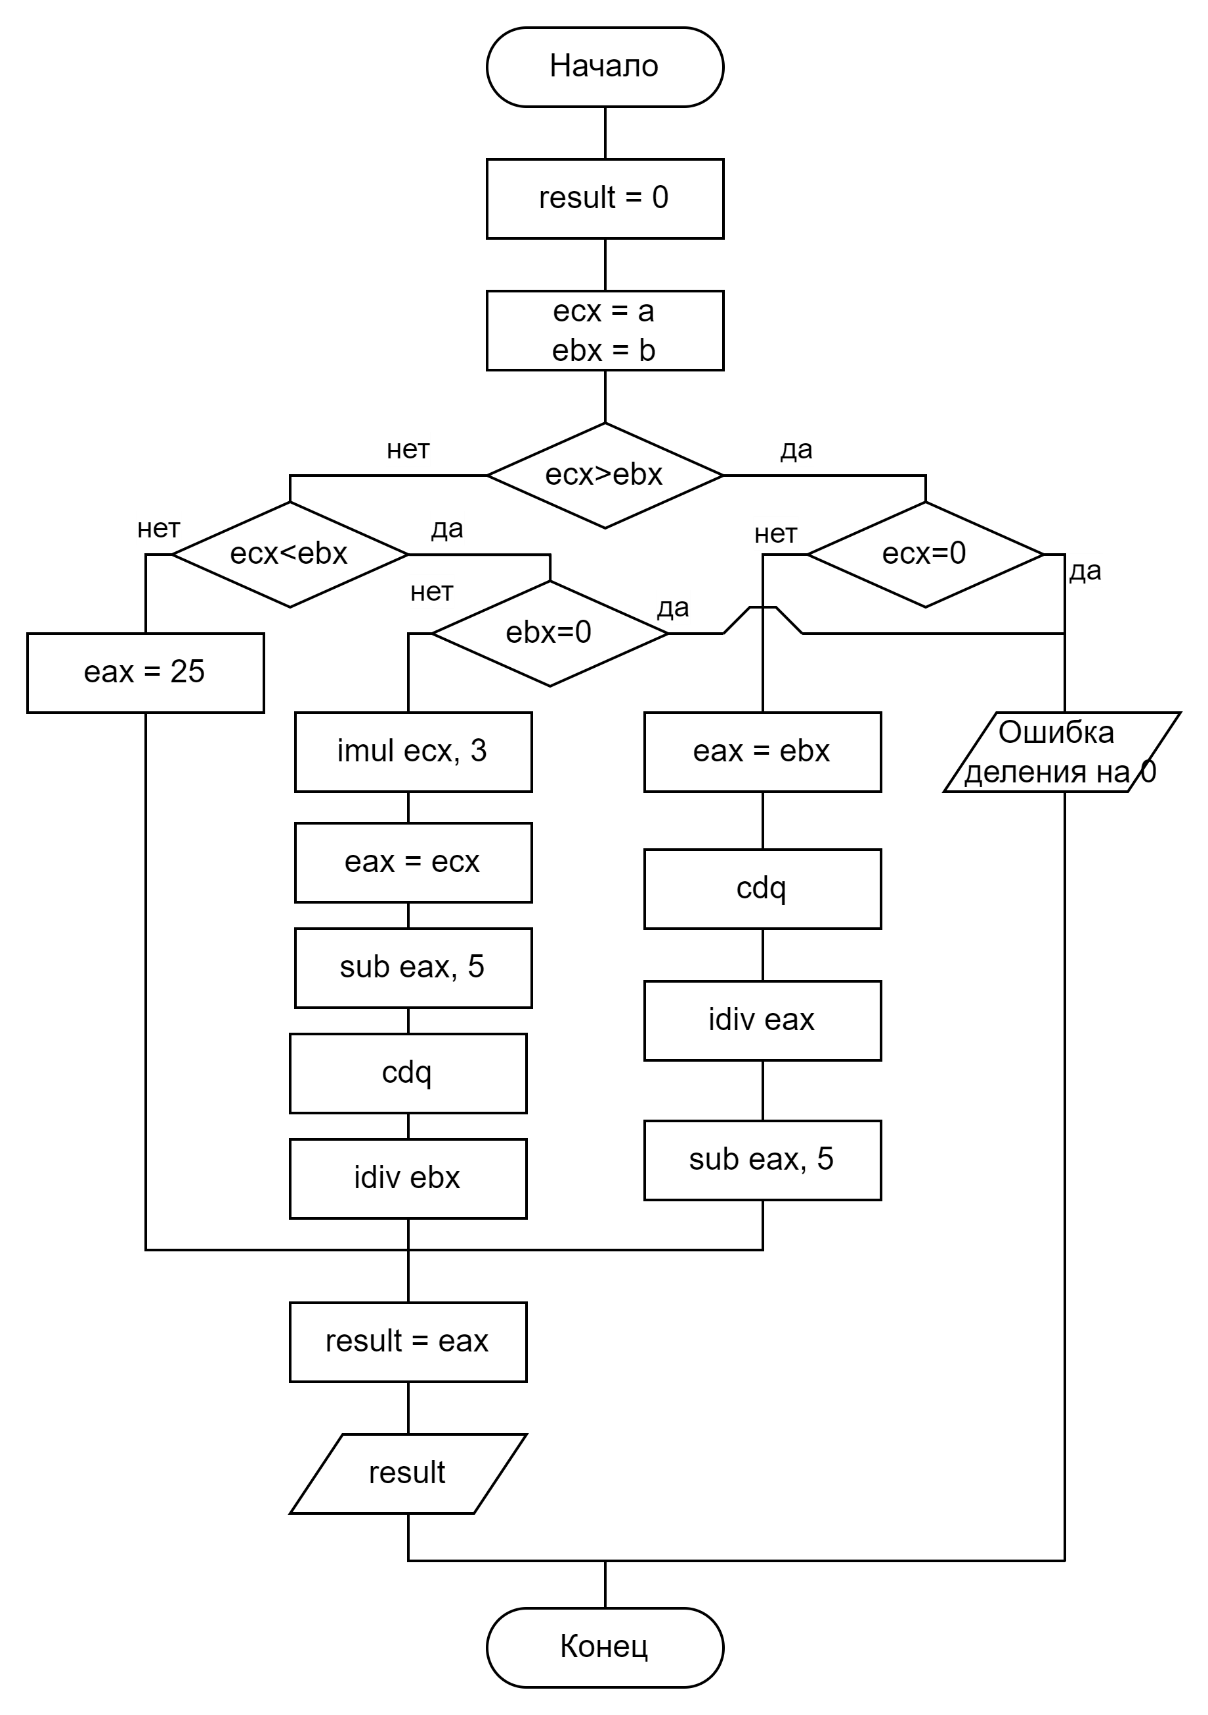 Начало
result = 0
ecx = a
ebx = b
нет
да
ecx>ebx
нет
да
нет
ecx<ebx
ecx=0
да
нет
да
ebx=0
eax = 25
imul ecx, 3
eax = ebx
Ошибка
деления на 0
eax = ecx
cdq
sub eax, 5
idiv eax
cdq
sub eax, 5
idiv ebx
result = eax
result
Конец